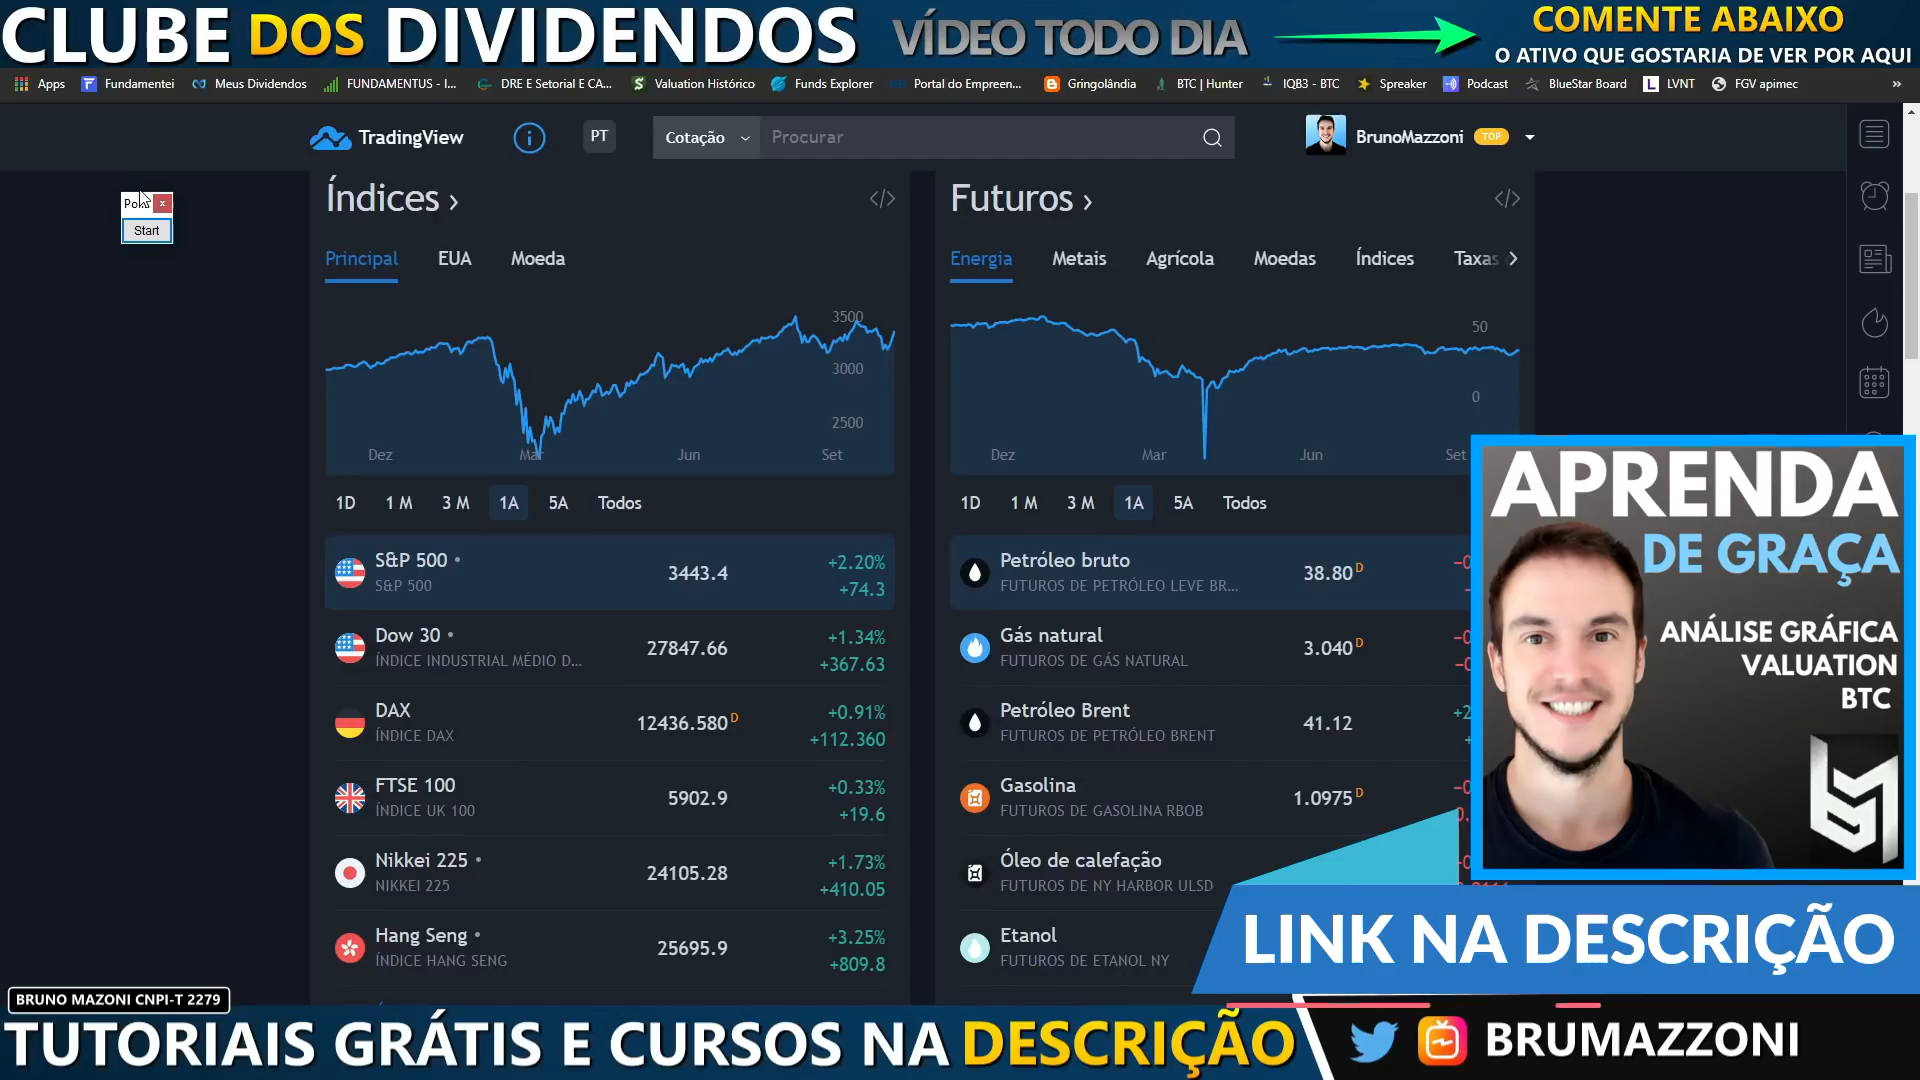 CLUBE DOS DIVIDENDOS
VÍDEO TODO DIA
COMENTE ABAIXO
O ATIVO QUE GOSTARIA DE VER POR AQUI
Apps Fundamentei Meus Dividendos FUNDAMENTUS - I... DRE E Setorial E CA... Valuation Histórico Funds Explorer Portal do Empreen... Gringolândia BTC | Hunter IQB3 - BTC Spreaker Podcast BlueStar Board LVNT FGV apimec »
TradingView PT Cotação Procurar BrunoMazzoni TOP
x
Start
Índices ›
Principal EUA Moeda
3500
3000
2500
Dez Mar Jun Set
1D 1 M 3 M 1A 5A Todos
S&P 500 •
S&P 500
3443.4
+2.20%
+74.3
Dow 30 •
ÍNDICE INDUSTRIAL MÉDIO D...
27847.66
+1.34%
+367.63
DAX
ÍNDICE DAX
12436.580 D
+0.91%
+112.360
FTSE 100
ÍNDICE UK 100
5902.9
+0.33%
+19.6
Nikkei 225 •
NIKKEI 225
24105.28
+1.73%
+410.05
Hang Seng •
ÍNDICE HANG SENG
25695.9
+3.25%
+809.8
Futuros ›
Energia Metais Agrícola Moedas Índices Taxas
50
0
Dez Mar Jun Set
1D 1 M 3 M 1A 5A Todos
Petróleo bruto
FUTUROS DE PETRÓLEO LEVE BR...
38.80 D
Gás natural
FUTUROS DE GÁS NATURAL
3.040 D
Petróleo Brent
FUTUROS DE PETRÓLEO BRENT
41.12
Gasolina
FUTUROS DE GASOLINA RBOB
1.0975 D
Óleo de calefação
FUTUROS DE NY HARBOR ULSD
Etanol
FUTUROS DE ETANOL NY
APRENDA
DE GRAÇA
ANÁLISE GRÁFICA
VALUATION
BTC
LINK NA DESCRIÇÃO
BRUNO MAZONI CNPI-T 2279
TUTORIAIS GRÁTIS E CURSOS NA DESCRIÇÃO
BRUMAZZONI